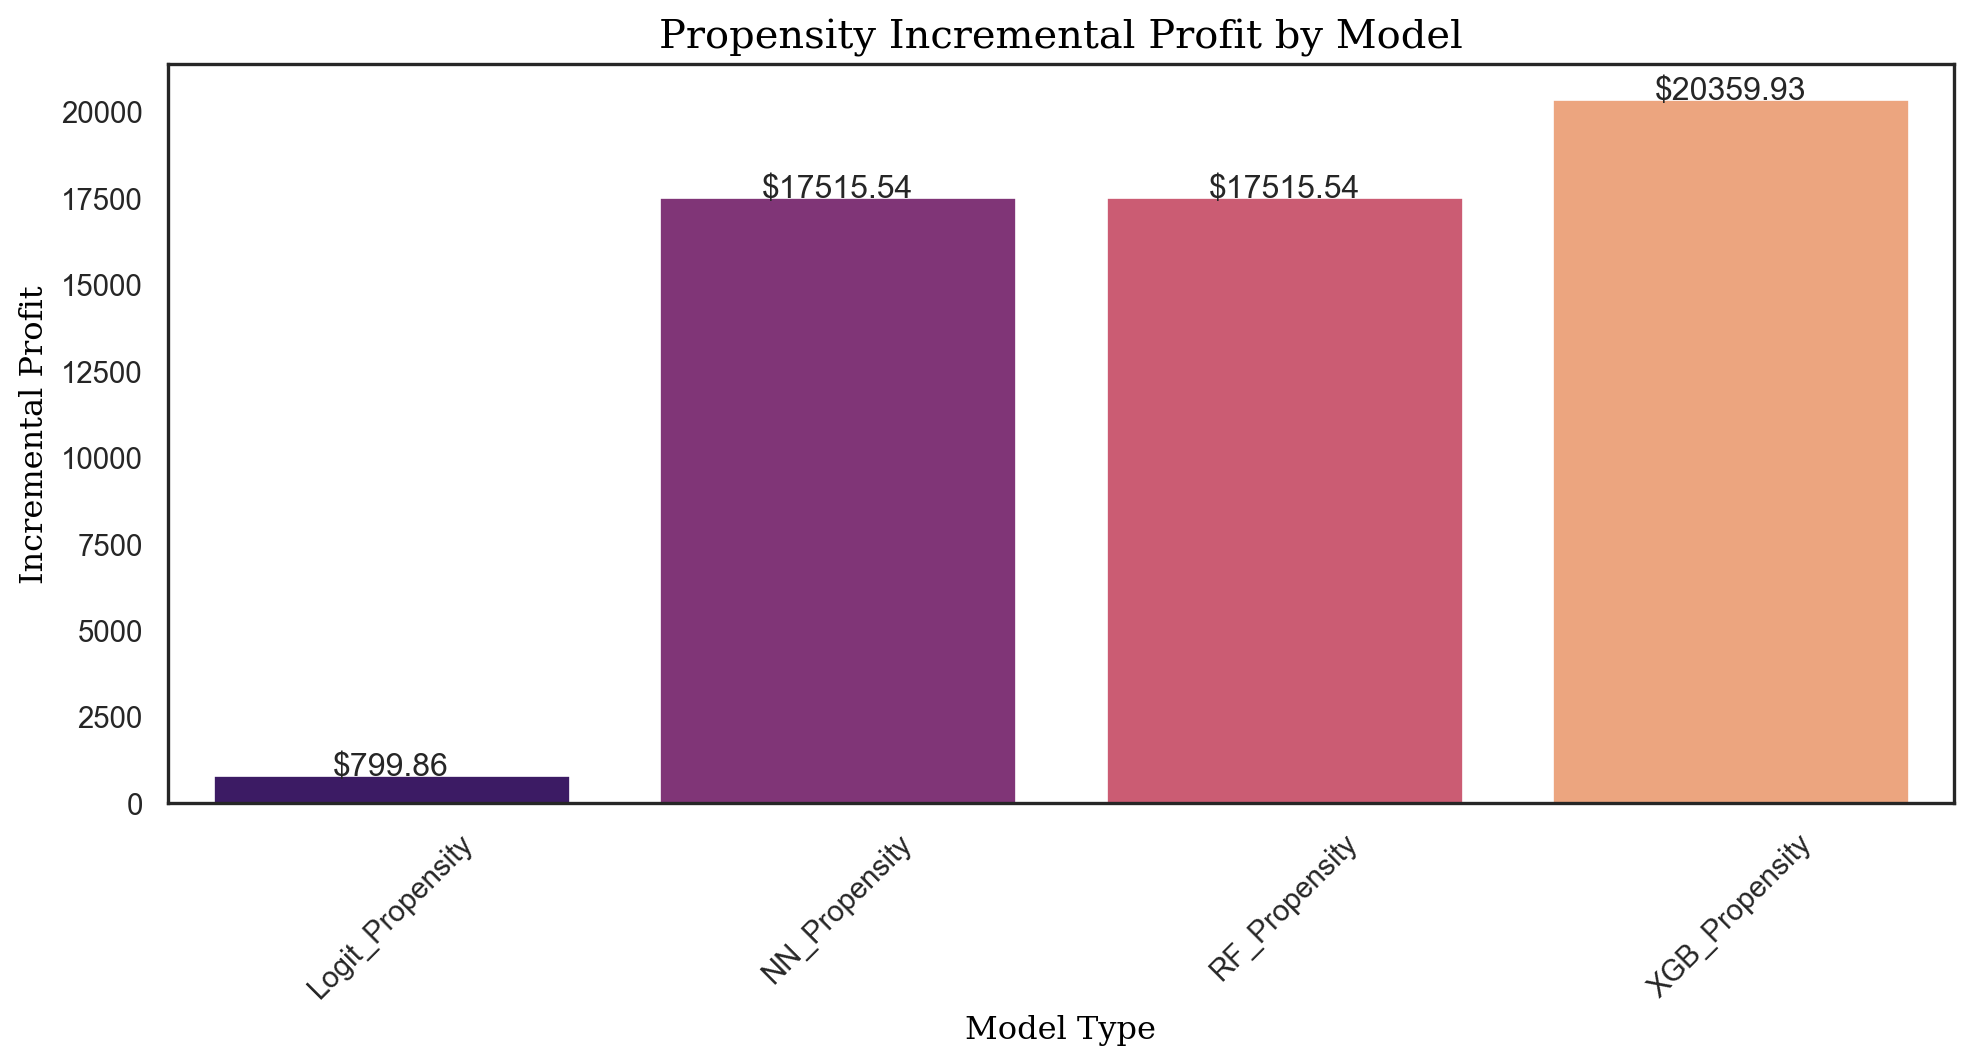 Propensity Incremental Profit by Model
Incremental Profit
20000
17500
15000
12500
10000
7500
5000
2500
0
$799.86
$17515.54
$17515.54
$20359.93
Logit_Propensity
NN_Propensity
RF_Propensity
XGB_Propensity
Model Type